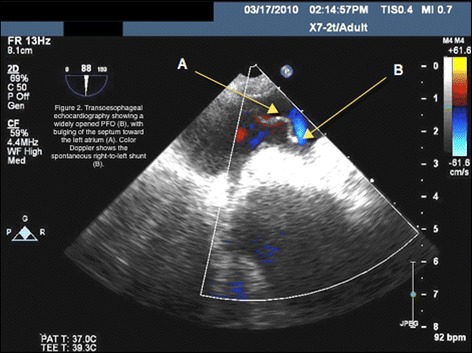 03/17/2010 02:14:57PM TIS0.4 MI 0.7
X7-2t/Adult
FR 13Hz
8.1cm
2D
69%
C 50
P Off
Gen
CF
59%
4.4MHz
WF High
Med
0 88 180
Figure 2. Transoesophageal
echocardiography showing a
widely opened PFO (B), with
bulging of the septum toward
the left atrium (A). Color
Doppler shows the
spontaneous right-to-left shunt
(B).
A
B
P
M4 M4
+61.6
-61.6
cm/s
0
1
2
3
4
5
6
7
8
G
P R
JPEG
PAT T: 37.0C
TEE T: 39.3C
92 bpm